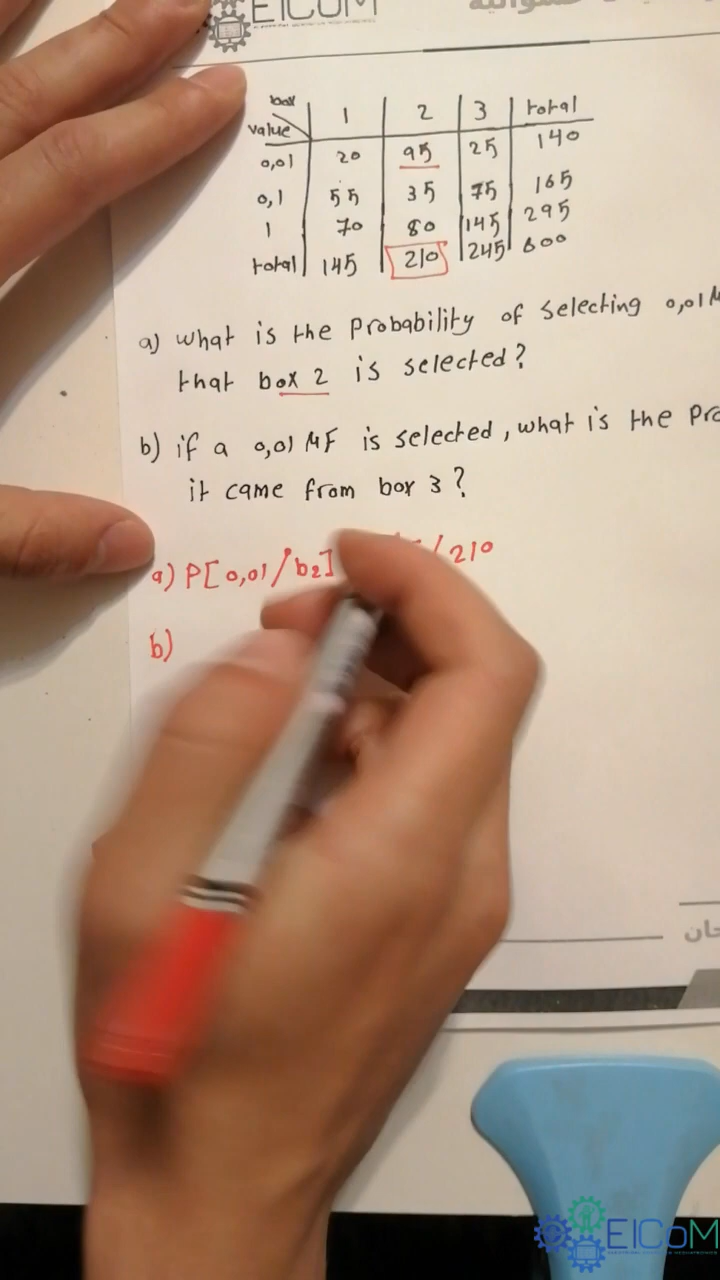 EICOM
box 1 2 3 total
value
0,01 20 95 25 140
0,1 55 35 75 165
1 70 80 145 295
total 145 210 245 600
a) what is the probability of selecting 0,01 M
that box 2 is selected?
b) if a 0,01 MF is selected, what is the pro
it came from box 3?
a) P[0,01/b2] /210
b)
EICoM